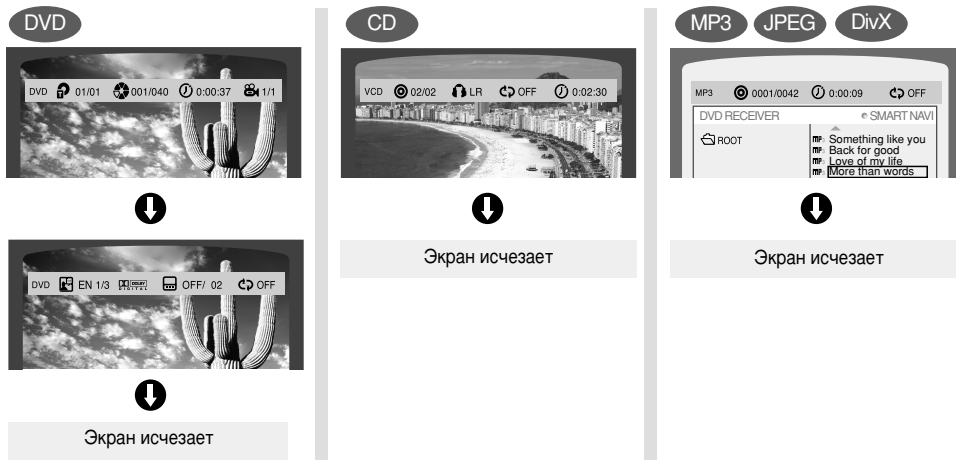 DVD
DVD 01/01 001/040 0:00:37 1/1
DVD EN 1/3 DOLBY DIGITAL OFF/ 02 OFF
Экран исчезает
CD
VCD 02/02 LR OFF 0:02:30
Экран исчезает
MP3 JPEG DivX
MP3 0001/0042 0:00:09 OFF
DVD RECEIVER SMART NAVI
ROOT
Something like you
Back for good
Love of my life
More than words
Экран исчезает